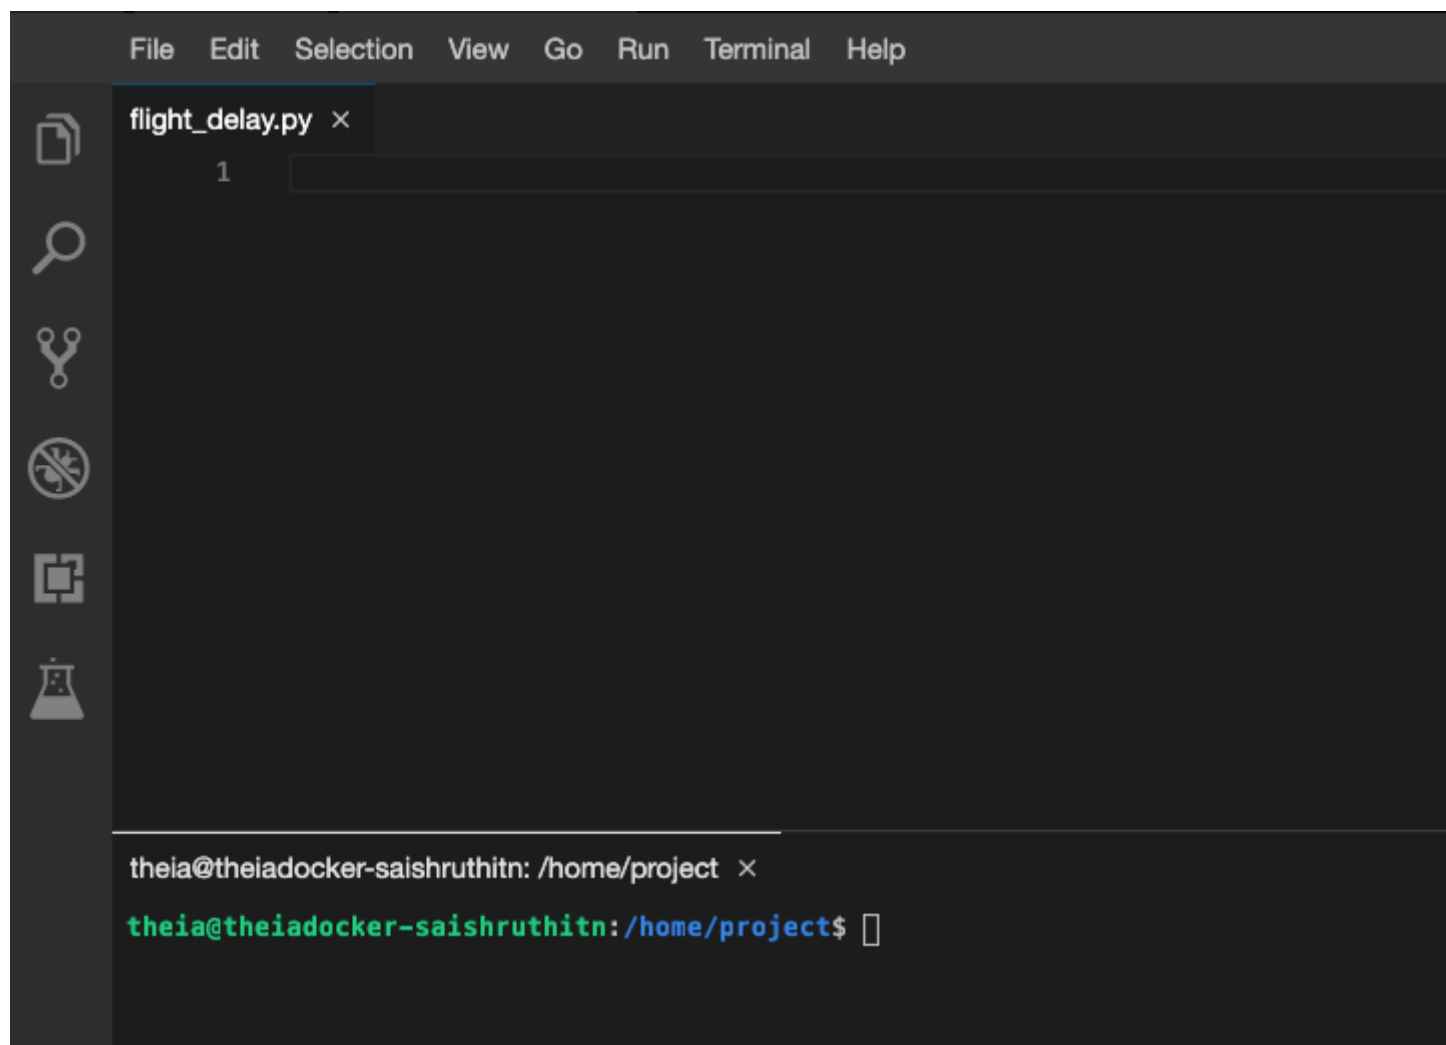 File Edit Selection View Go Run Terminal Help
flight_delay.py ×
1
theia@theiadocker-saishruthitn: /home/project ×
theia@theiadocker-saishruthitn:/home/project$